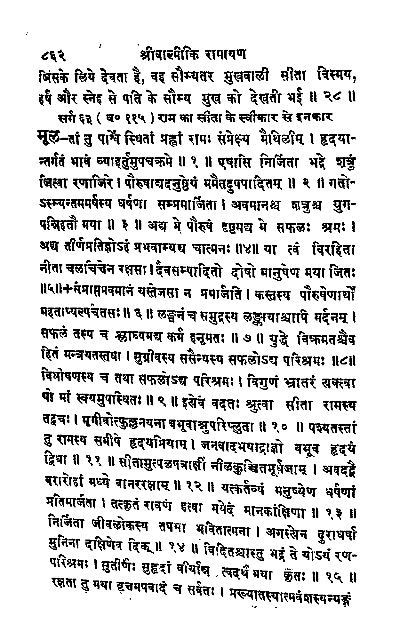 ८६२ श्रीवाल्मीकि रामायण
जिसके लिये देवता है, वह सौम्यतर मुखवाली सीता विस्मय,
हर्ष और स्नेह से पति के सौम्य मुख को देखती भई ॥ २८ ॥
सर्ग ६३ ( व० ११५ ) राम का सीता के स्वीकार से इनकार
मूल–तां तु पार्श्वे स्थितां प्रह्वां रामः संप्रेक्ष्य मैथिलीम् । हृदया-
न्तर्गतं भावं व्याहर्तुमुपचक्रमे ॥ १ ॥ एषासि निर्जिता भद्रे शत्रुं
जित्वा रणाजिरे । पौरुषाद्यदनुष्ठेयं ममैतदुपपादितम् ॥ २ ॥ गतो-
ऽस्म्यन्तममर्षस्य धर्षणा सम्प्रमार्जिता । अवमानश्च शत्रुश्च युग-
पन्निहतौ मया ॥ ३ ॥ अद्य मे पौरुषं दृष्टमद्य मे सफलः श्रमः ।
अद्य तीर्णप्रतिज्ञोऽहं प्रभवाम्यद्य चात्मनः ॥४॥ या त्वं विरहिता
नीता चलचित्तेन रक्षसा । दैवसम्पादितो दोषो मानुषेण मया जितः
॥५॥ संप्राप्तमवमानं यस्तेजसा न प्रमार्जति । कस्तस्य पौरुषेणार्थो
महताप्यल्पचेतसः ॥ ६ ॥ लङ्घनं च समुद्रस्य लङ्कायाश्चापि मर्दनम् ।
सफलं तस्य च श्लाघ्यमद्य कर्म हनूमतः ॥ ७ ॥ युद्धे विक्रमतश्चैव
हितं मन्त्रयतस्तथा । सुग्रीवस्य ससैन्यस्य सफलोऽद्य परिश्रमः ॥८॥
विभीषणस्य च तथा सफलोऽद्य परिश्रमः । विगुणं भ्रातरं त्यक्त्वा
यो मां स्वयमुपस्थितः ॥ ९ ॥ इत्येवं वदतः श्रुत्वा सीता रामस्य
तद्वचः । मृगीवोत्फुल्लनयना बभूवाश्रुपरिप्लुता ॥ १० ॥ पश्यतस्तां
तु रामस्य समीपे हृदयप्रियाम् । जनवादभयाद्राज्ञो बभूव हृदयं
द्विधा ॥ ११ ॥ सीतामुत्पलपत्राक्षीं नीलकुञ्चितमूर्धजाम् । अवदद्वै
वरारोहां मध्ये वानररक्षसाम् ॥ १२ ॥ यत्कर्तव्यं मनुष्येण धर्षणां
प्रतिमार्जता । तत्कृतं रावणं हत्वा मयेदं मानकांक्षिणा ॥ १३ ॥
निर्जिता जीवलोकस्य तपसा भावितात्मना । अगस्त्येन दुराधर्षा
मुनिना दक्षिणेव दिक् ॥ १४ ॥ विदितश्चास्तु भद्रं ते योऽयं रण-
परिश्रमः । सुतीर्णः सुहृदां वीर्यान्न त्वदर्थं मया कृतः ॥ १५ ॥
रक्षता तु मया वृत्तमपवादं च सर्वतः । प्रख्यातस्यात्मवंशस्यन्यङ्गं